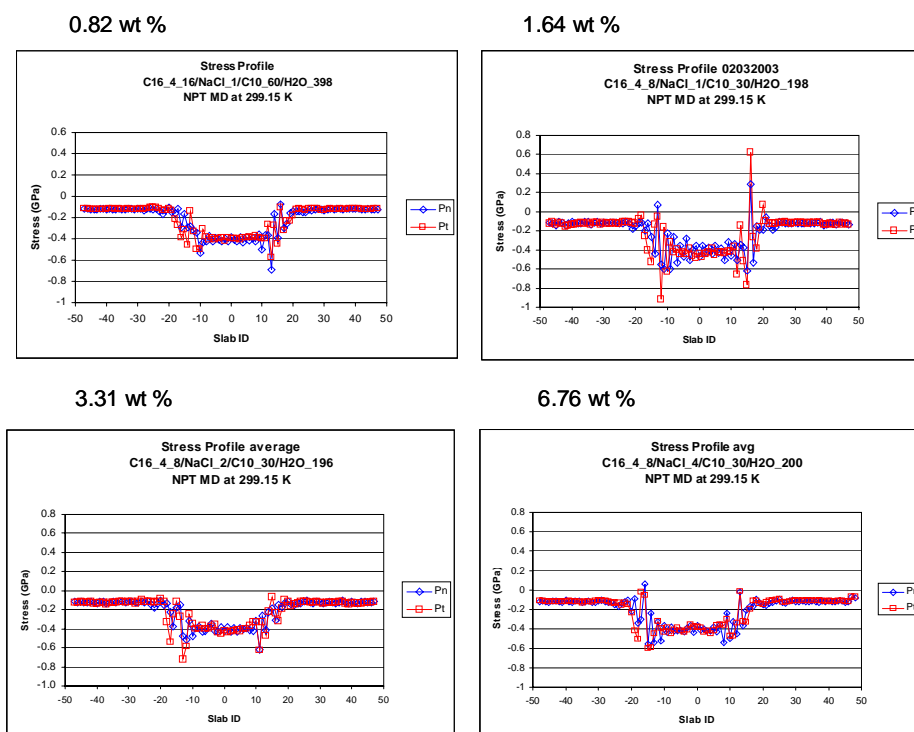 0.82 wt %
Stress Profile
C16_4_16/NaCl_1/C10_60/H2O_398
NPT MD at 299.15 K
0.6
0.4
0.2
0
-0.2
-0.4
-0.6
-0.8
-1
-50 -40 -30 -20 -10 0 10 20 30 40 50
Stress (GPa)
Slab ID
Pn
Pt
1.64 wt %
Stress Profile 02032003
C16_4_8/NaCl_1/C10_30/H2O_198
NPT MD at 299.15 K
0.8
0.6
0.4
0.2
0
-0.2
-0.4
-0.6
-0.8
-1
-50 -40 -30 -20 -10 0 10 20 30 40 50
Stress (GPa)
Slab ID
3.31 wt %
Stress Profile average
C16_4_8/NaCl_2/C10_30/H2O_196
NPT MD at 299.15 K
0.8
0.6
0.4
0.2
0.0
-0.2
-0.4
-0.6
-0.8
-1.0
-50 -40 -30 -20 -10 0 10 20 30 40 50
Stress (GPa)
Slab ID
Pn
Pt
6.76 wt %
Stress Profile avg
C16_4_8/NaCl_4/C10_30/H2O_200
NPT MD at 299.15 K
0.8
0.6
0.4
0.2
0
-0.2
-0.4
-0.6
-0.8
-1
-50 -40 -30 -20 -10 0 10 20 30 40 50
Stress (GPa)
Slab ID
Pn
Pt